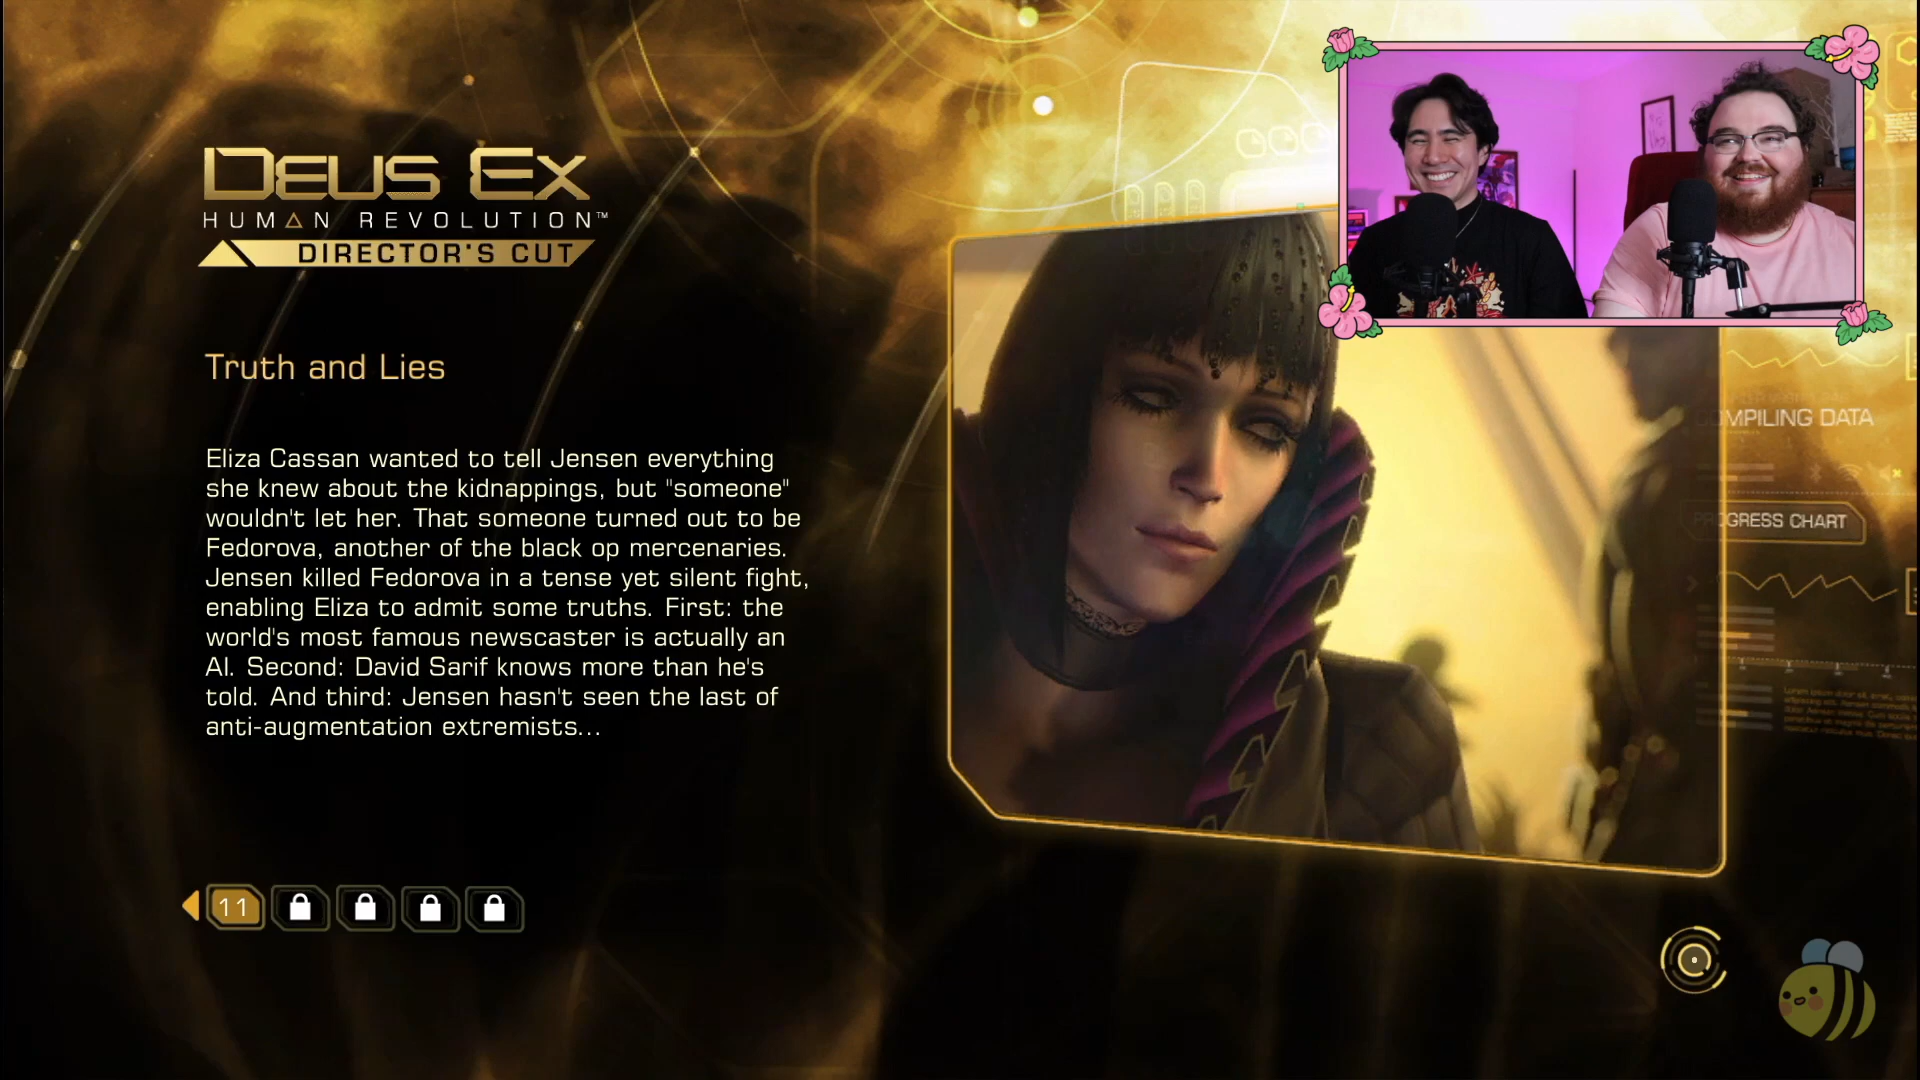 DEUS EX
HUMAN REVOLUTION™
DIRECTOR'S CUT
Truth and Lies
Eliza Cassan wanted to tell Jensen everything
she knew about the kidnappings, but "someone"
wouldn't let her. That someone turned out to be
Fedorova, another of the black op mercenaries.
Jensen killed Fedorova in a tense yet silent fight,
enabling Eliza to admit some truths. First: the
world's most famous newscaster is actually an
AI. Second: David Sarif knows more than he's
told. And third: Jensen hasn't seen the last of
anti-augmentation extremists...
11
COMPILING DATA
PROGRESS CHART